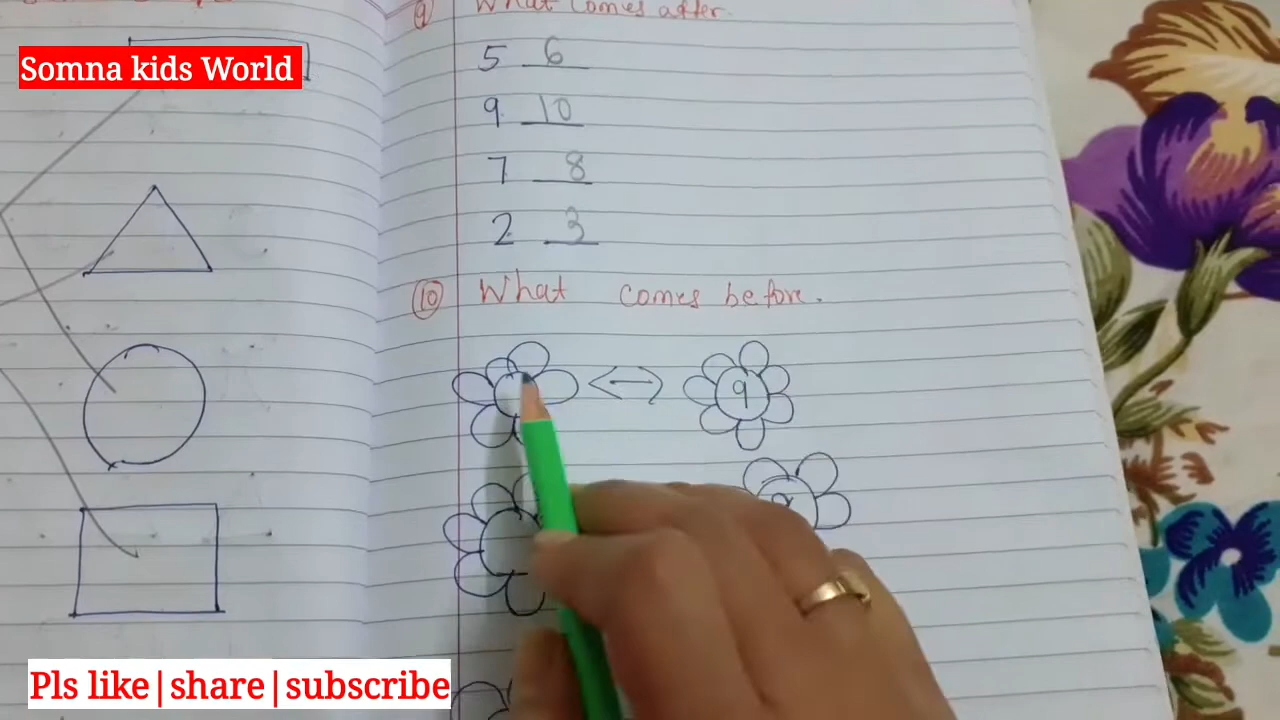 Somna kids World
9 What comes after.
5 6
9 10
7 8
2 3
10 What comes before.
9
Pls like|share|subscribe